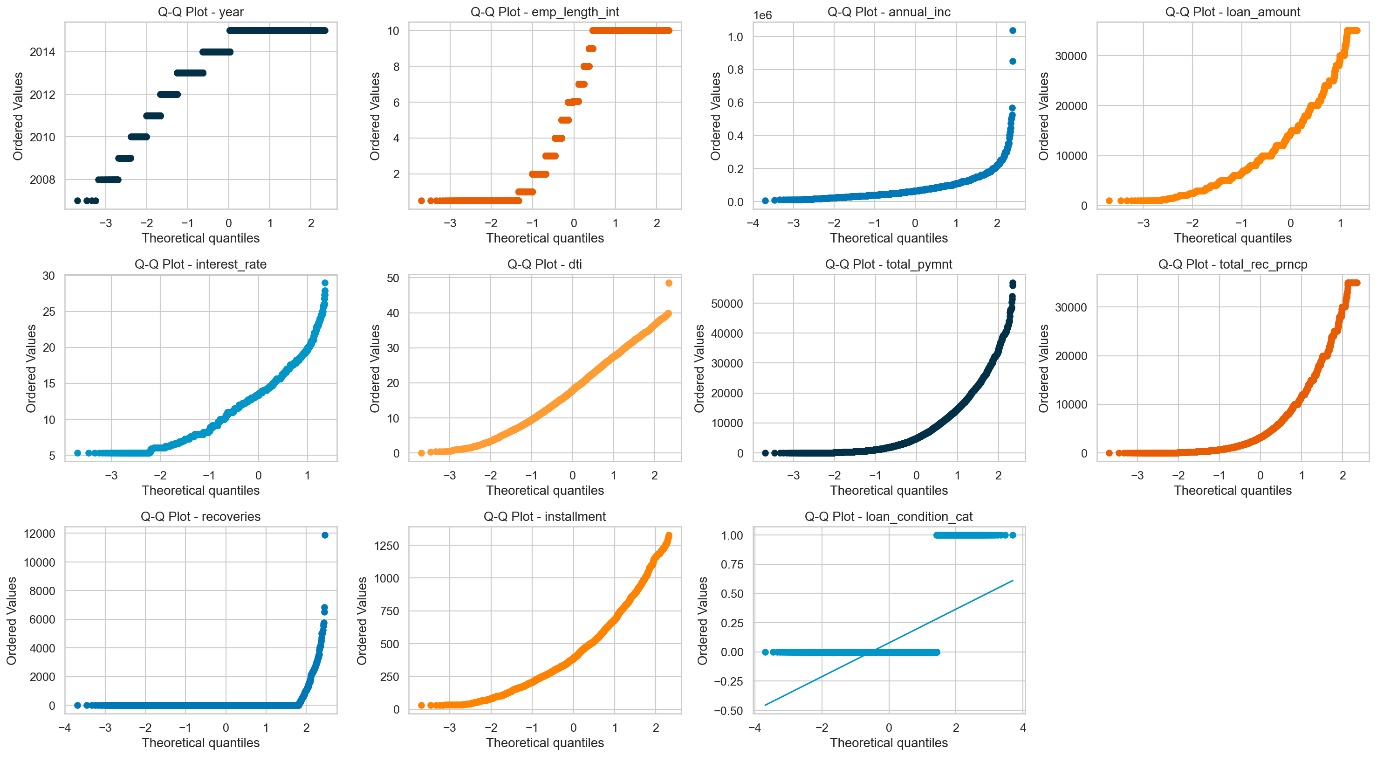 Q-Q Plot - year
Ordered Values
2014
2012
2010
2008
−3 −2 −1 0 1 2
Theoretical quantiles
Q-Q Plot - emp_length_int
Ordered Values
10
8
6
4
2
−3 −2 −1 0 1 2
Theoretical quantiles
Q-Q Plot - annual_inc
1e6
Ordered Values
1.0
0.8
0.6
0.4
0.2
0.0
−4 −3 −2 −1 0 1 2
Theoretical quantiles
Q-Q Plot - loan_amount
Ordered Values
30000
20000
10000
0
−3 −2 −1 0 1
Theoretical quantiles
Q-Q Plot - interest_rate
Ordered Values
30
25
20
15
10
5
−3 −2 −1 0 1
Theoretical quantiles
Q-Q Plot - dti
Ordered Values
50
40
30
20
10
0
−3 −2 −1 0 1 2
Theoretical quantiles
Q-Q Plot - total_pymnt
Ordered Values
50000
40000
30000
20000
10000
0
−3 −2 −1 0 1 2
Theoretical quantiles
Q-Q Plot - total_rec_prncp
Ordered Values
30000
20000
10000
0
−3 −2 −1 0 1 2
Theoretical quantiles
Q-Q Plot - recoveries
Ordered Values
12000
10000
8000
6000
4000
2000
0
−4 −3 −2 −1 0 1 2
Theoretical quantiles
Q-Q Plot - installment
Ordered Values
1250
1000
750
500
250
0
−3 −2 −1 0 1 2
Theoretical quantiles
Q-Q Plot - loan_condition_cat
Ordered Values
1.00
0.75
0.50
0.25
0.00
−0.25
−0.50
−4 −2 0 2 4
Theoretical quantiles